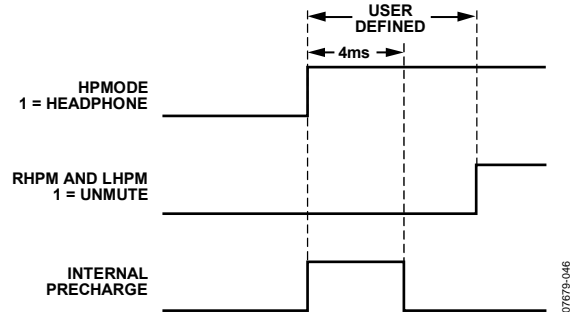 USER
DEFINED
4ms
HPMODE
1 = HEADPHONE
RHPM AND LHPM
1 = UNMUTE
INTERNAL
PRECHARGE
07679-046